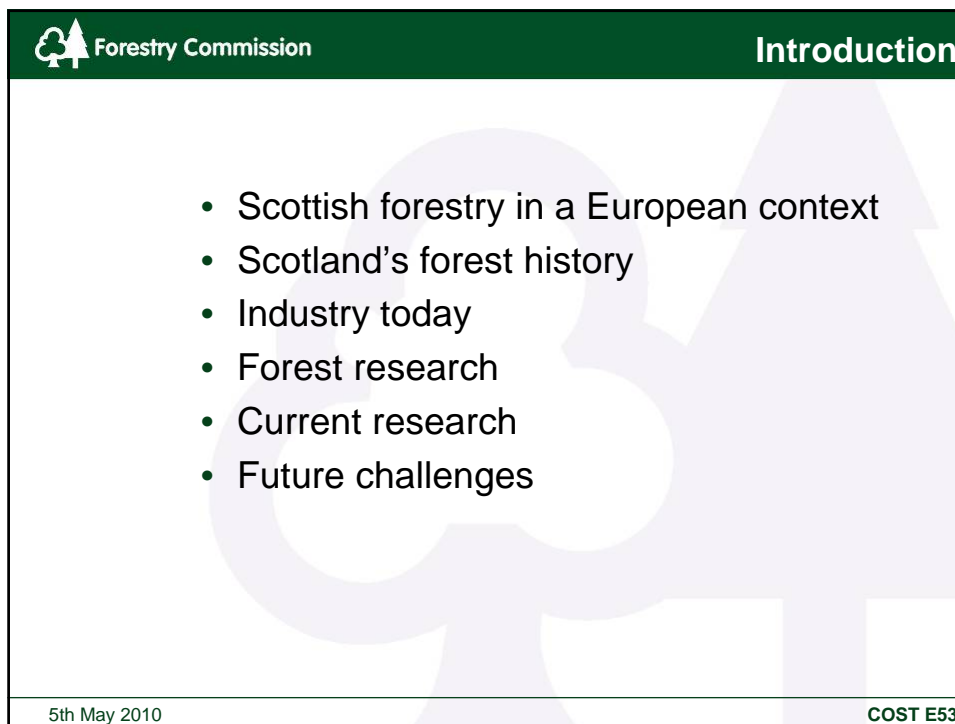 Forestry Commission
Introduction
• Scottish forestry in a European context
• Scotland's forest history
• Industry today
• Forest research
• Current research
• Future challenges
5th May 2010
COST E53